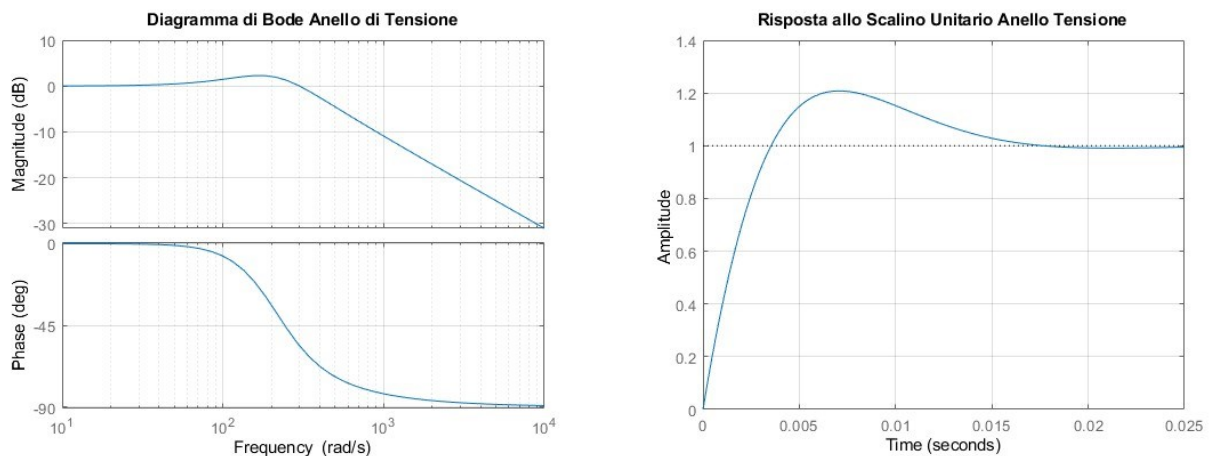 Diagramma di Bode Anello di Tensione
Magnitude (dB)
10
0
-10
-20
-30
Phase (deg)
0
-45
-90
10^1 10^2 10^3 10^4
Frequency (rad/s)
Risposta allo Scalino Unitario Anello Tensione
Amplitude
1.4
1.2
1
0.8
0.6
0.4
0.2
0
0 0.005 0.01 0.015 0.02 0.025
Time (seconds)